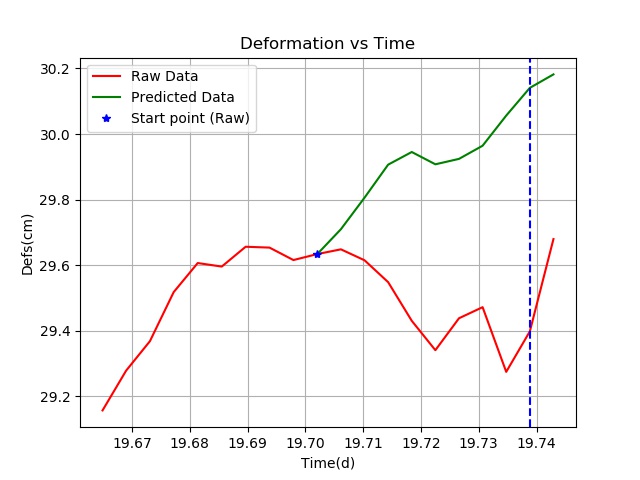 Deformation vs Time
Raw Data
Predicted Data
Start point (Raw)
30.2
30.0
29.8
29.6
29.4
29.2
Defs(cm)
19.67 19.68 19.69 19.70 19.71 19.72 19.73 19.74
Time(d)